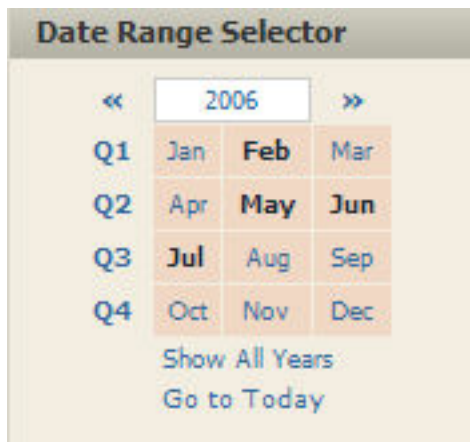 Date Range Selector
« 2006 »
Q1 Jan Feb Mar
Q2 Apr May Jun
Q3 Jul Aug Sep
Q4 Oct Nov Dec
Show All Years
Go to Today